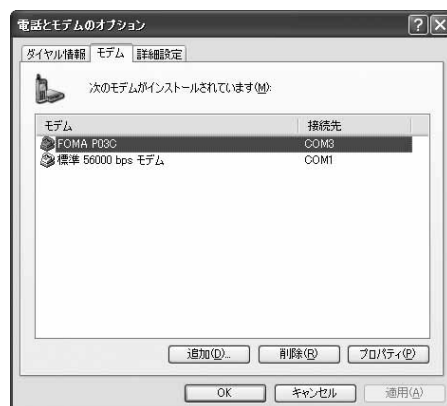 電話とモデムのオプション
ダイヤル情報 モデム 詳細設定
次のモデムがインストールされています(M):
モデム 接続先
FOMA P03C COM3
標準 56000 bps モデム COM1
追加(D)... 削除(R) プロパティ(P)
OK キャンセル 適用(A)